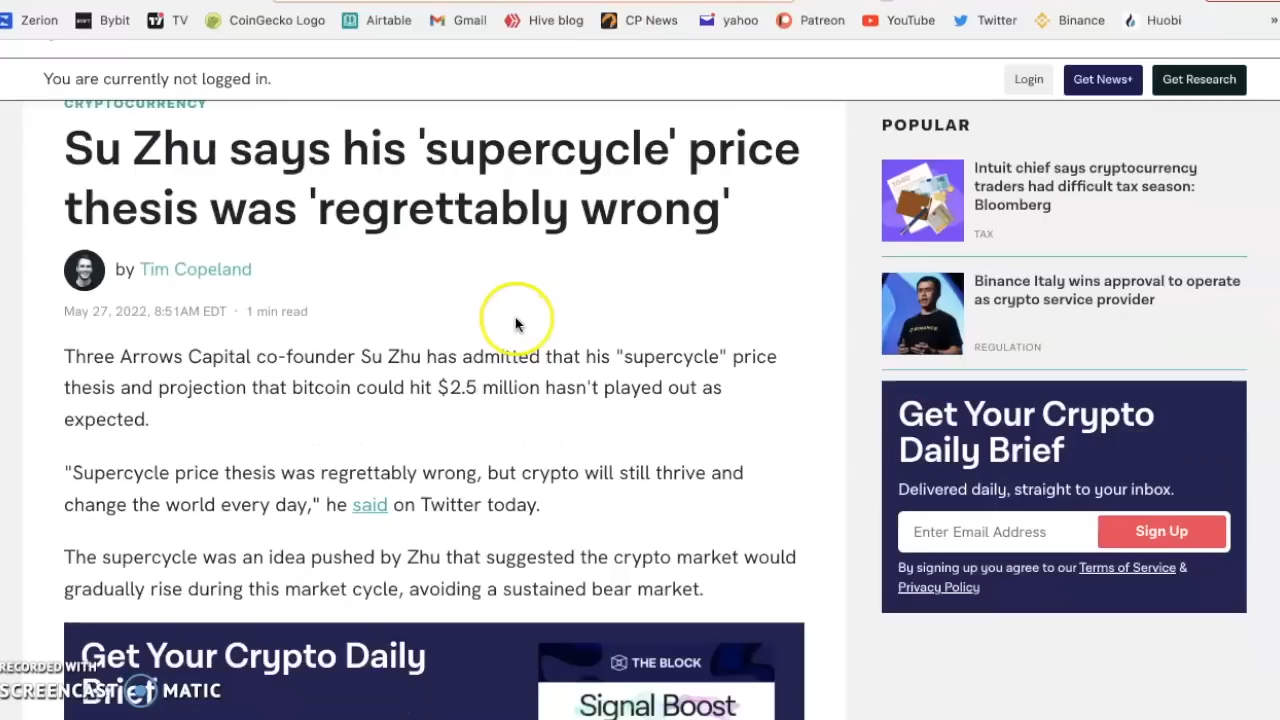 Zerion Bybit TV CoinGecko Logo Airtable Gmail Hive blog CP News yahoo Patreon YouTube Twitter Binance Huobi »
You are currently not logged in.
Login Get News+ Get Research
CRYPTOCURRENCY
Su Zhu says his 'supercycle' price
thesis was 'regrettably wrong'
by Tim Copeland
May 27, 2022, 8:51AM EDT · 1 min read
Three Arrows Capital co-founder Su Zhu has admitted that his "supercycle" price
thesis and projection that bitcoin could hit $2.5 million hasn't played out as
expected.
"Supercycle price thesis was regrettably wrong, but crypto will still thrive and
change the world every day," he said on Twitter today.
The supercycle was an idea pushed by Zhu that suggested the crypto market would
gradually rise during this market cycle, avoiding a sustained bear market.
Get Your Crypto Daily
Brief
THE BLOCK
Signal Boost
POPULAR
Intuit chief says cryptocurrency
traders had difficult tax season:
Bloomberg
TAX
Binance Italy wins approval to operate
as crypto service provider
REGULATION
Get Your Crypto
Daily Brief
Delivered daily, straight to your inbox.
Enter Email Address Sign Up
By signing up you agree to our Terms of Service &
Privacy Policy
RECORDED WITH
SCREENCAST MATIC